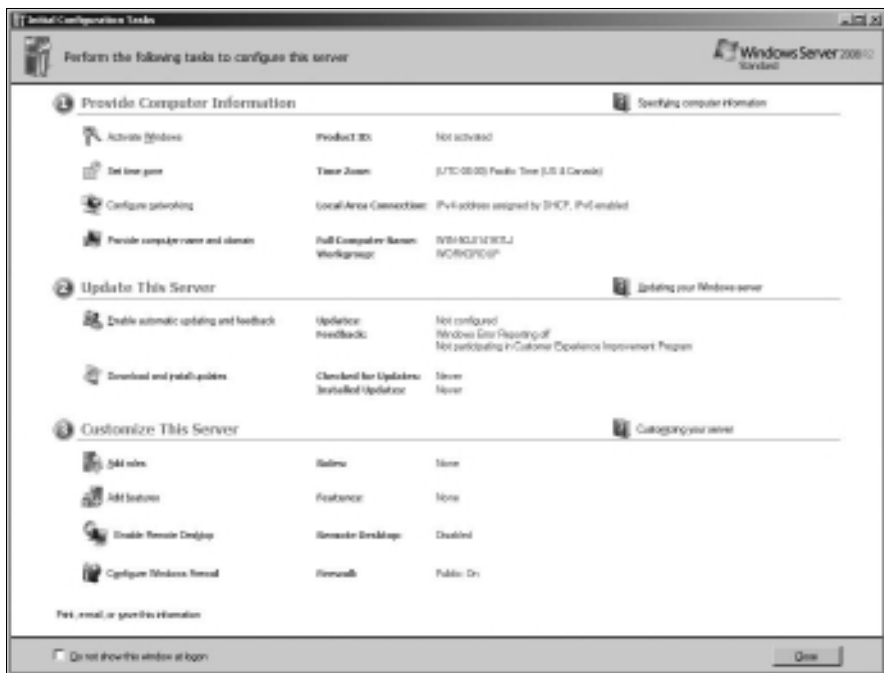 Initial Configuration Tasks
Perform the following tasks to configure this server
Windows Server 2008 R2
Standard
1 Provide Computer Information
Specifying computer information
Activate Windows Product ID: Not activated
Set time zone Time Zone: (UTC-08:00) Pacific Time (US & Canada)
Configure networking Local Area Connection: IPv4 address assigned by DHCP, IPv6 enabled
Provide computer name and domain Full Computer Name:
Workgroup: WORKGROUP
2 Update This Server
Updating your Windows server
Enable automatic updating and feedback Updates: Not configured
Feedback: Windows Error Reporting off
Not participating in Customer Experience Improvement Program
Download and install updates Checked for Updates: Never
Installed Updates: Never
3 Customize This Server
Customizing your server
Add roles Roles: None
Add features Features: None
Enable Remote Desktop Remote Desktop: Disabled
Configure Windows Firewall Firewall: Public: On
Print, e-mail, or save this information
Do not show this window at logon
Close